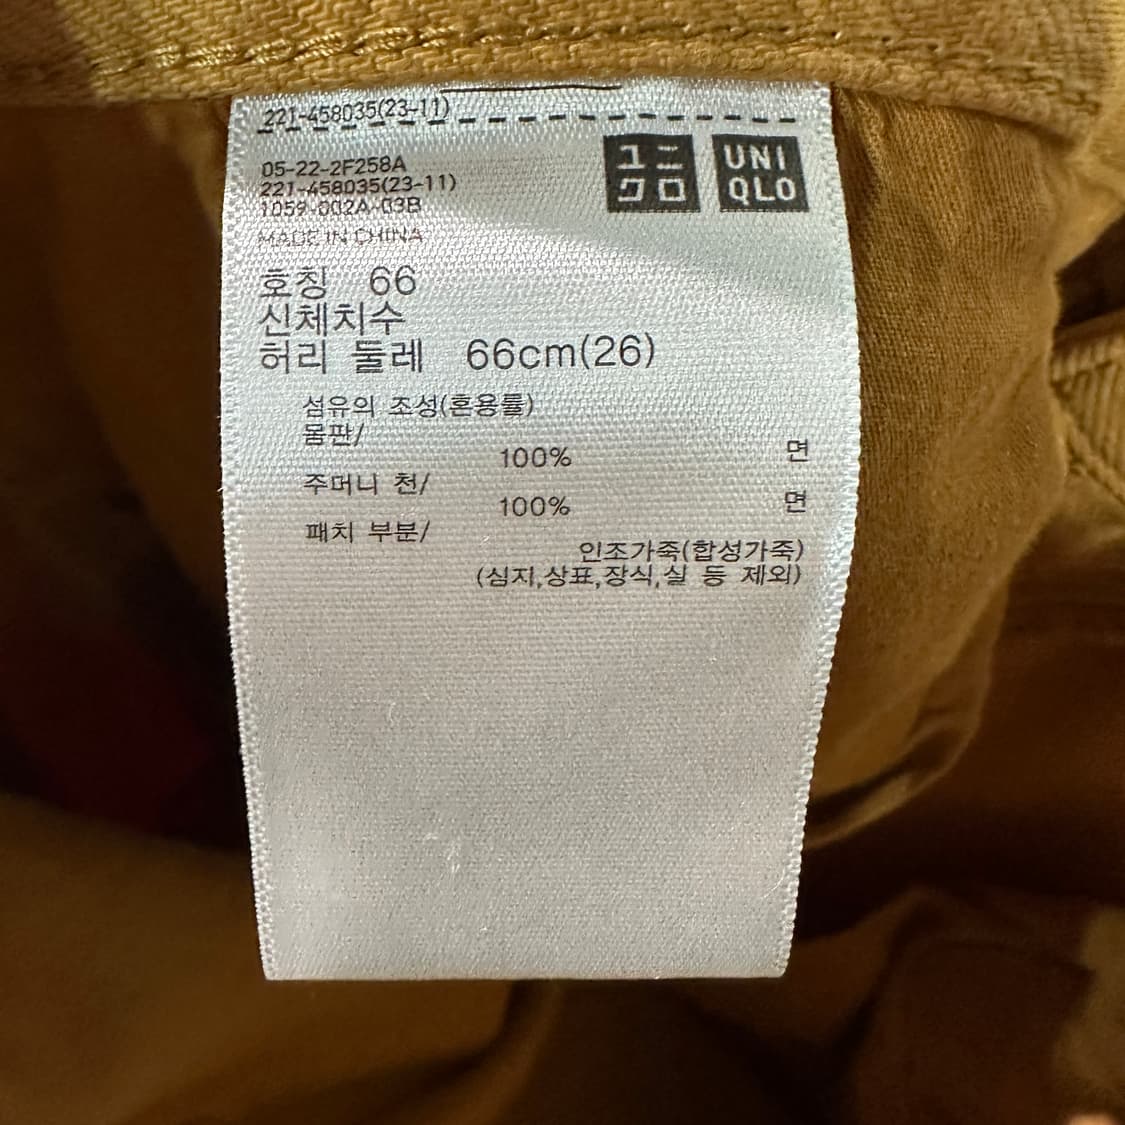 221-458035(23-11)
ユニ
クロ
UNI
QLO
05-22-2F258A
221-458035(23-11)
1059-002A-03B
MADE IN CHINA
호칭 66
신체치수
허리 둘레 66cm(26)
섬유의 조성(혼용률)
몸판/
100% 면
주머니 천/
100% 면
패치 부분/
인조가죽(합성가죽)
(심지,상표,장식,실 등 제외)